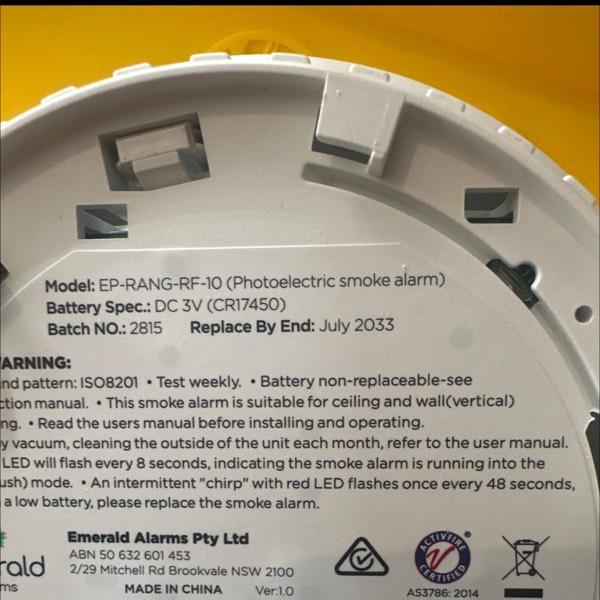 Model: EP-RANG-RF-10 (Photoelectric smoke alarm)
Battery Spec.: DC 3V (CR17450)
Batch NO.: 2815 Replace By End: July 2033
ARNING:
nd pattern: ISO8201 • Test weekly. • Battery non-replaceable-see
ction manual. • This smoke alarm is suitable for ceiling and wall(vertical)
ng. • Read the users manual before installing and operating.
y vacuum, cleaning the outside of the unit each month, refer to the user manual.
LED will flash every 8 seconds, indicating the smoke alarm is running into the
ush) mode. • An intermittent "chirp" with red LED flashes once every 48 seconds,
a low battery, please replace the smoke alarm.
rald
ms
Emerald Alarms Pty Ltd
ABN 50 632 601 453
2/29 Mitchell Rd Brookvale NSW 2100
MADE IN CHINA Ver:1.0
ACTIVFIRE
CERTIFIED
AS3786: 2014